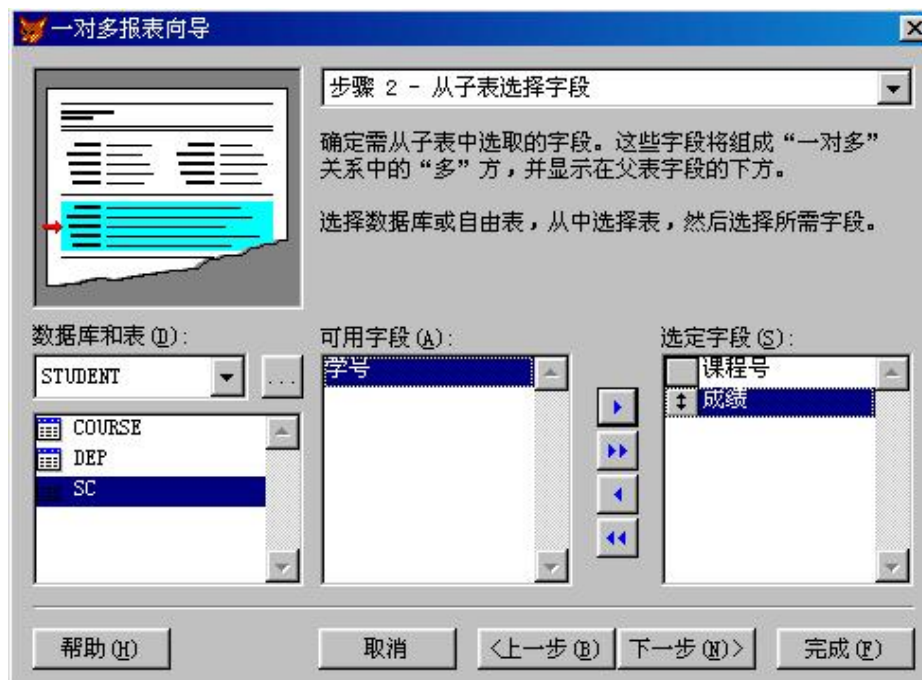 一对多报表向导
步骤 2 - 从子表选择字段
确定需从子表中选取的字段。这些字段将组成“一对多”
关系中的“多”方，并显示在父表字段的下方。
选择数据库或自由表，从中选择表，然后选择所需字段。
数据库和表(D):
可用字段(A):
选定字段(S):
STUDENT
...
学号
课程号
成绩
COURSE
DEP
SC
帮助(H)
取消
<上一步(B)
下一步(N)>
完成(F)